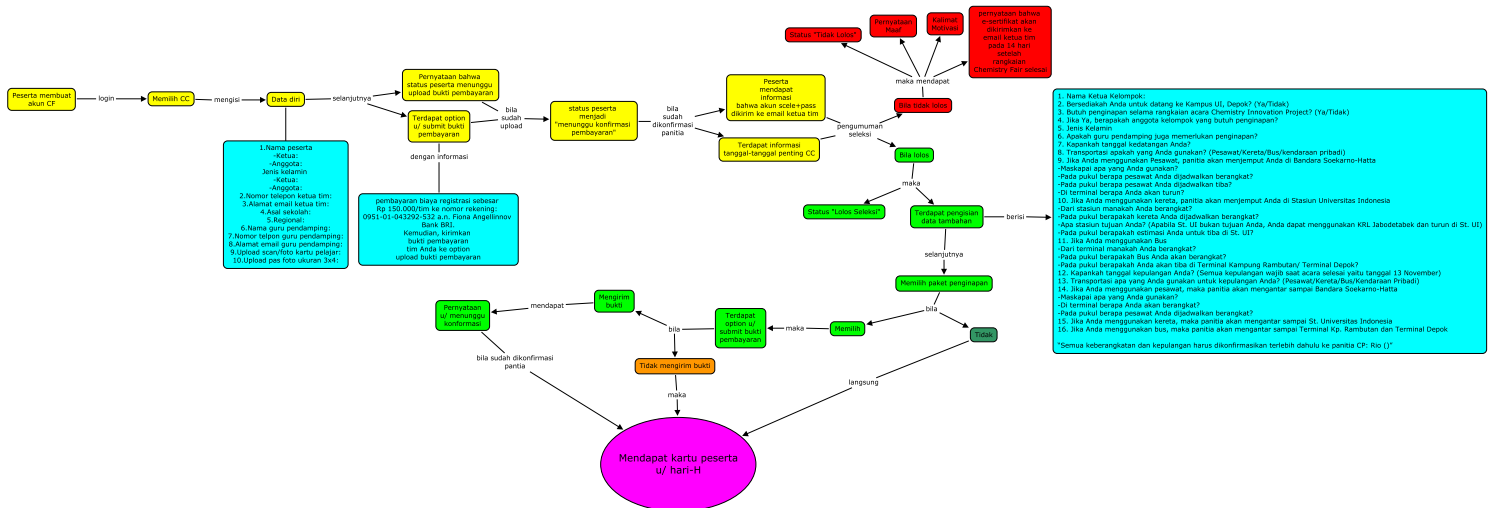 Peserta membuat
akun CF
login
Memilih CC
mengisi
Data diri
selanjutnya
1.Nama peserta
-Ketua:
-Anggota:
Jenis kelamin
-Ketua:
-Anggota:
2.Nomor telepon ketua tim:
3.Alamat email ketua tim:
4.Asal sekolah:
5.Regional:
6.Nama guru pendamping:
7.Nomor telpon guru pendamping:
8.Alamat email guru pendamping:
9.Upload scan/foto kartu pelajar:
10.Upload pas foto ukuran 3x4:
Pernyataan bahwa
status peserta menunggu
upload bukti pembayaran
Terdapat option
u/ submit bukti
pembayaran
dengan informasi
pembayaran biaya registrasi sebesar
Rp 150.000/tim ke nomor rekening:
0951-01-043292-532 a.n. Fiona Angellinnov
Bank BRI.
Kemudian, kirimkan
bukti pembayaran
tim Anda ke option
upload bukti pembayaran
bila
sudah
upload
status peserta
menjadi
"menunggu konfirmasi
pembayaran"
bila
sudah
dikonfirmasi
panitia
Peserta
mendapat
informasi
bahwa akun scele+pass
dikirim ke email ketua tim
Terdapat informasi
tanggal-tanggal penting CC
pengumuman
seleksi
Bila tidak lolos
maka mendapat
Status "Tidak Lolos"
Pernyataan
Maaf
Kalimat
Motivasi
pernyataan bahwa
e-sertifikat akan
dikirimkan ke
email ketua tim
pada 14 hari
setelah
rangkaian
Chemistry Fair selesai
Bila lolos
maka
Status "Lolos Seleksi"
Terdapat pengisian
data tambahan
berisi
1. Nama Ketua Kelompok:
2. Bersediakah Anda untuk datang ke Kampus UI, Depok? (Ya/Tidak)
3. Butuh penginapan selama rangkaian acara Chemistry Innovation Project? (Ya/Tidak)
4. Jika Ya, berapakah anggota kelompok yang butuh penginapan?
5. Jenis Kelamin
6. Apakah guru pendamping juga memerlukan penginapan?
7. Kapankah tanggal kedatangan Anda?
8. Transportasi apakah yang Anda gunakan? (Pesawat/Kereta/Bus/kendaraan pribadi)
9. Jika Anda menggunakan Pesawat, panitia akan menjemput Anda di Bandara Soekarno-Hatta
-Maskapai apa yang Anda gunakan?
-Pada pukul berapa pesawat Anda dijadwalkan berangkat?
-Pada pukul berapa pesawat Anda dijadwalkan tiba?
-Di terminal berapa Anda akan turun?
10. Jika Anda menggunakan kereta, panitia akan menjemput Anda di Stasiun Universitas Indonesia
-Dari stasiun manakah Anda berangkat?
-Pada pukul berapakah kereta Anda dijadwalkan berangkat?
-Apa stasiun tujuan Anda? (Apabila St. UI bukan tujuan Anda, Anda dapat menggunakan KRL Jabodetabek dan turun di St. UI)
-Pada pukul berapakah estimasi Anda untuk tiba di St. UI?
11. Jika Anda menggunakan Bus
-Dari terminal manakah Anda berangkat?
-Pada pukul berapakah Bus Anda akan berangkat?
-Pada pukul berapakah Anda akan tiba di Terminal Kampung Rambutan/ Terminal Depok?
12. Kapankah tanggal kepulangan Anda? (Semua kepulangan wajib saat acara selesai yaitu tanggal 13 November)
13. Transportasi apa yang Anda gunakan untuk kepulangan Anda? (Pesawat/Kereta/Bus/Kendaraan Pribadi)
14. Jika Anda menggunakan pesawat, maka panitia akan mengantar sampai Bandara Soekarno-Hatta
-Maskapai apa yang Anda gunakan?
-Di terminal berapa Anda akan berangkat?
-Pada pukul berapa pesawat Anda dijadwalkan berangkat?
15. Jika Anda menggunakan kereta, maka panitia akan mengantar sampai St. Universitas Indonesia
16. Jika Anda menggunakan bus, maka panitia akan mengantar sampai Terminal Kp. Rambutan dan Terminal Depok
"Semua keberangkatan dan kepulangan harus dikonfirmasikan terlebih dahulu ke panitia CP: Rio ()"
selanjutnya
Memilih paket penginapan
bila
Memilih
Tidak
maka
Terdapat
option u/
submit bukti
pembayaran
bila
Mengirim
bukti
mendapat
Pernyataan
u/ menunggu
konformasi
Tidak mengirim bukti
maka
bila sudah dikonfirmasi
pantia
langsung
Mendapat kartu peserta
u/ hari-H